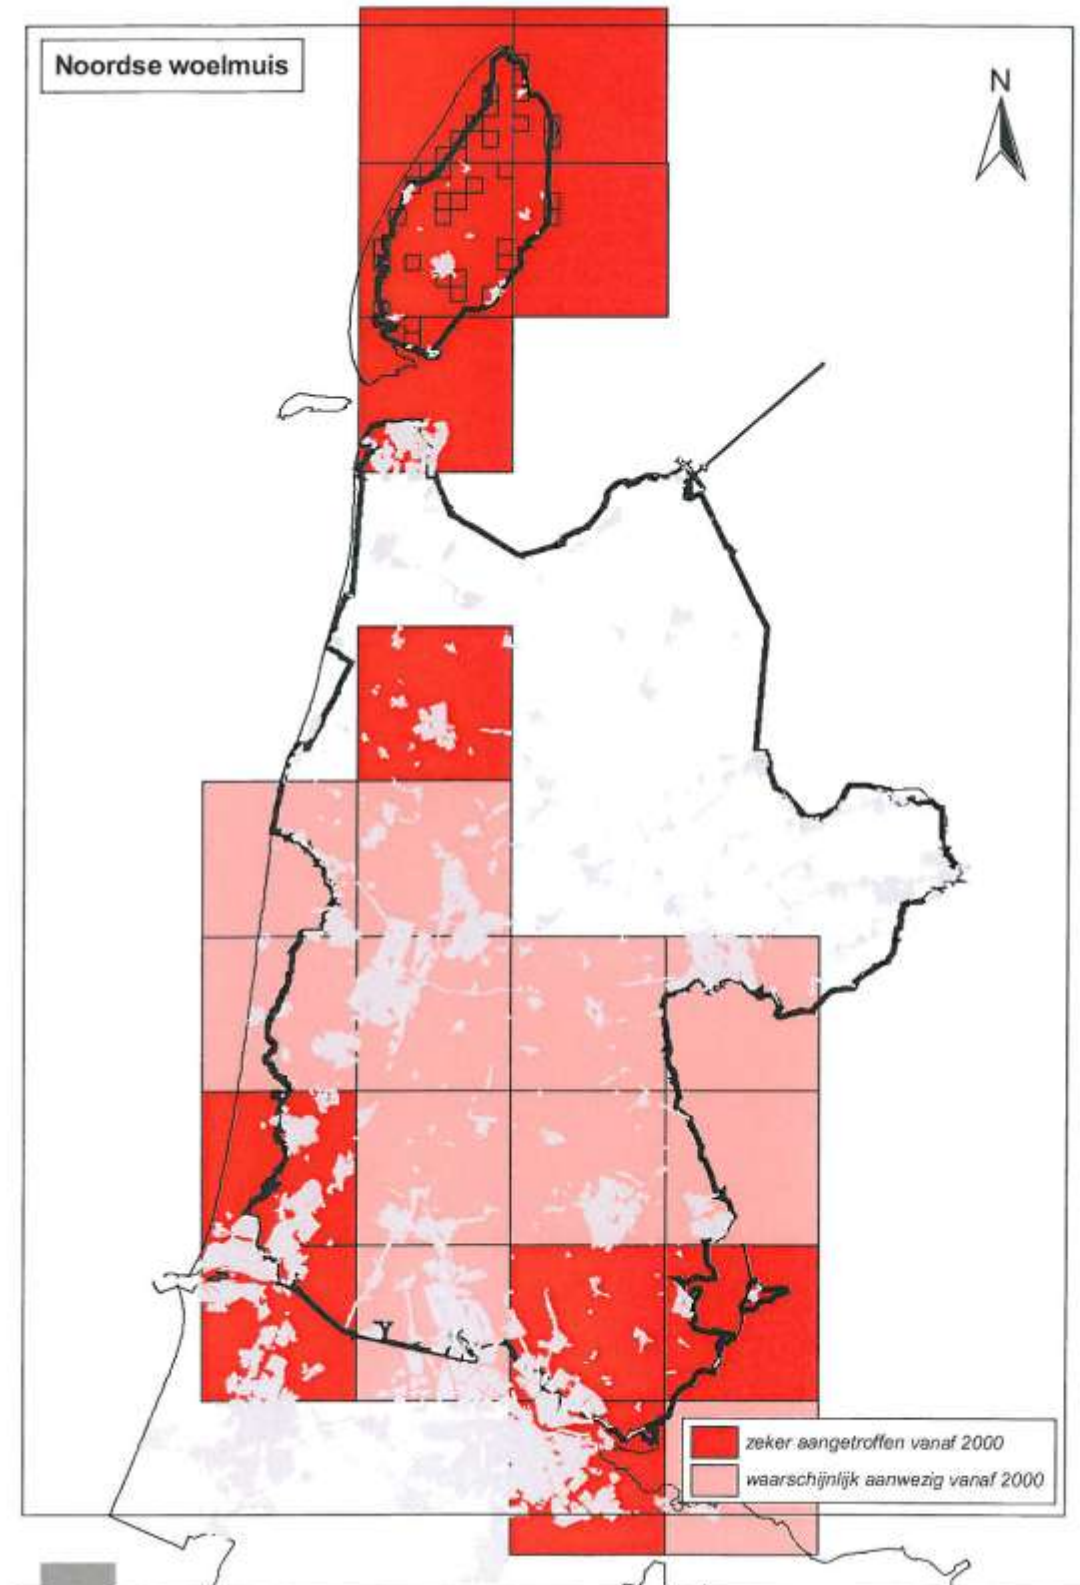 Noordse woelmuis
N
zeker aangetroffen vanaf 2000
waarschijnlijk aanwezig vanaf 2000